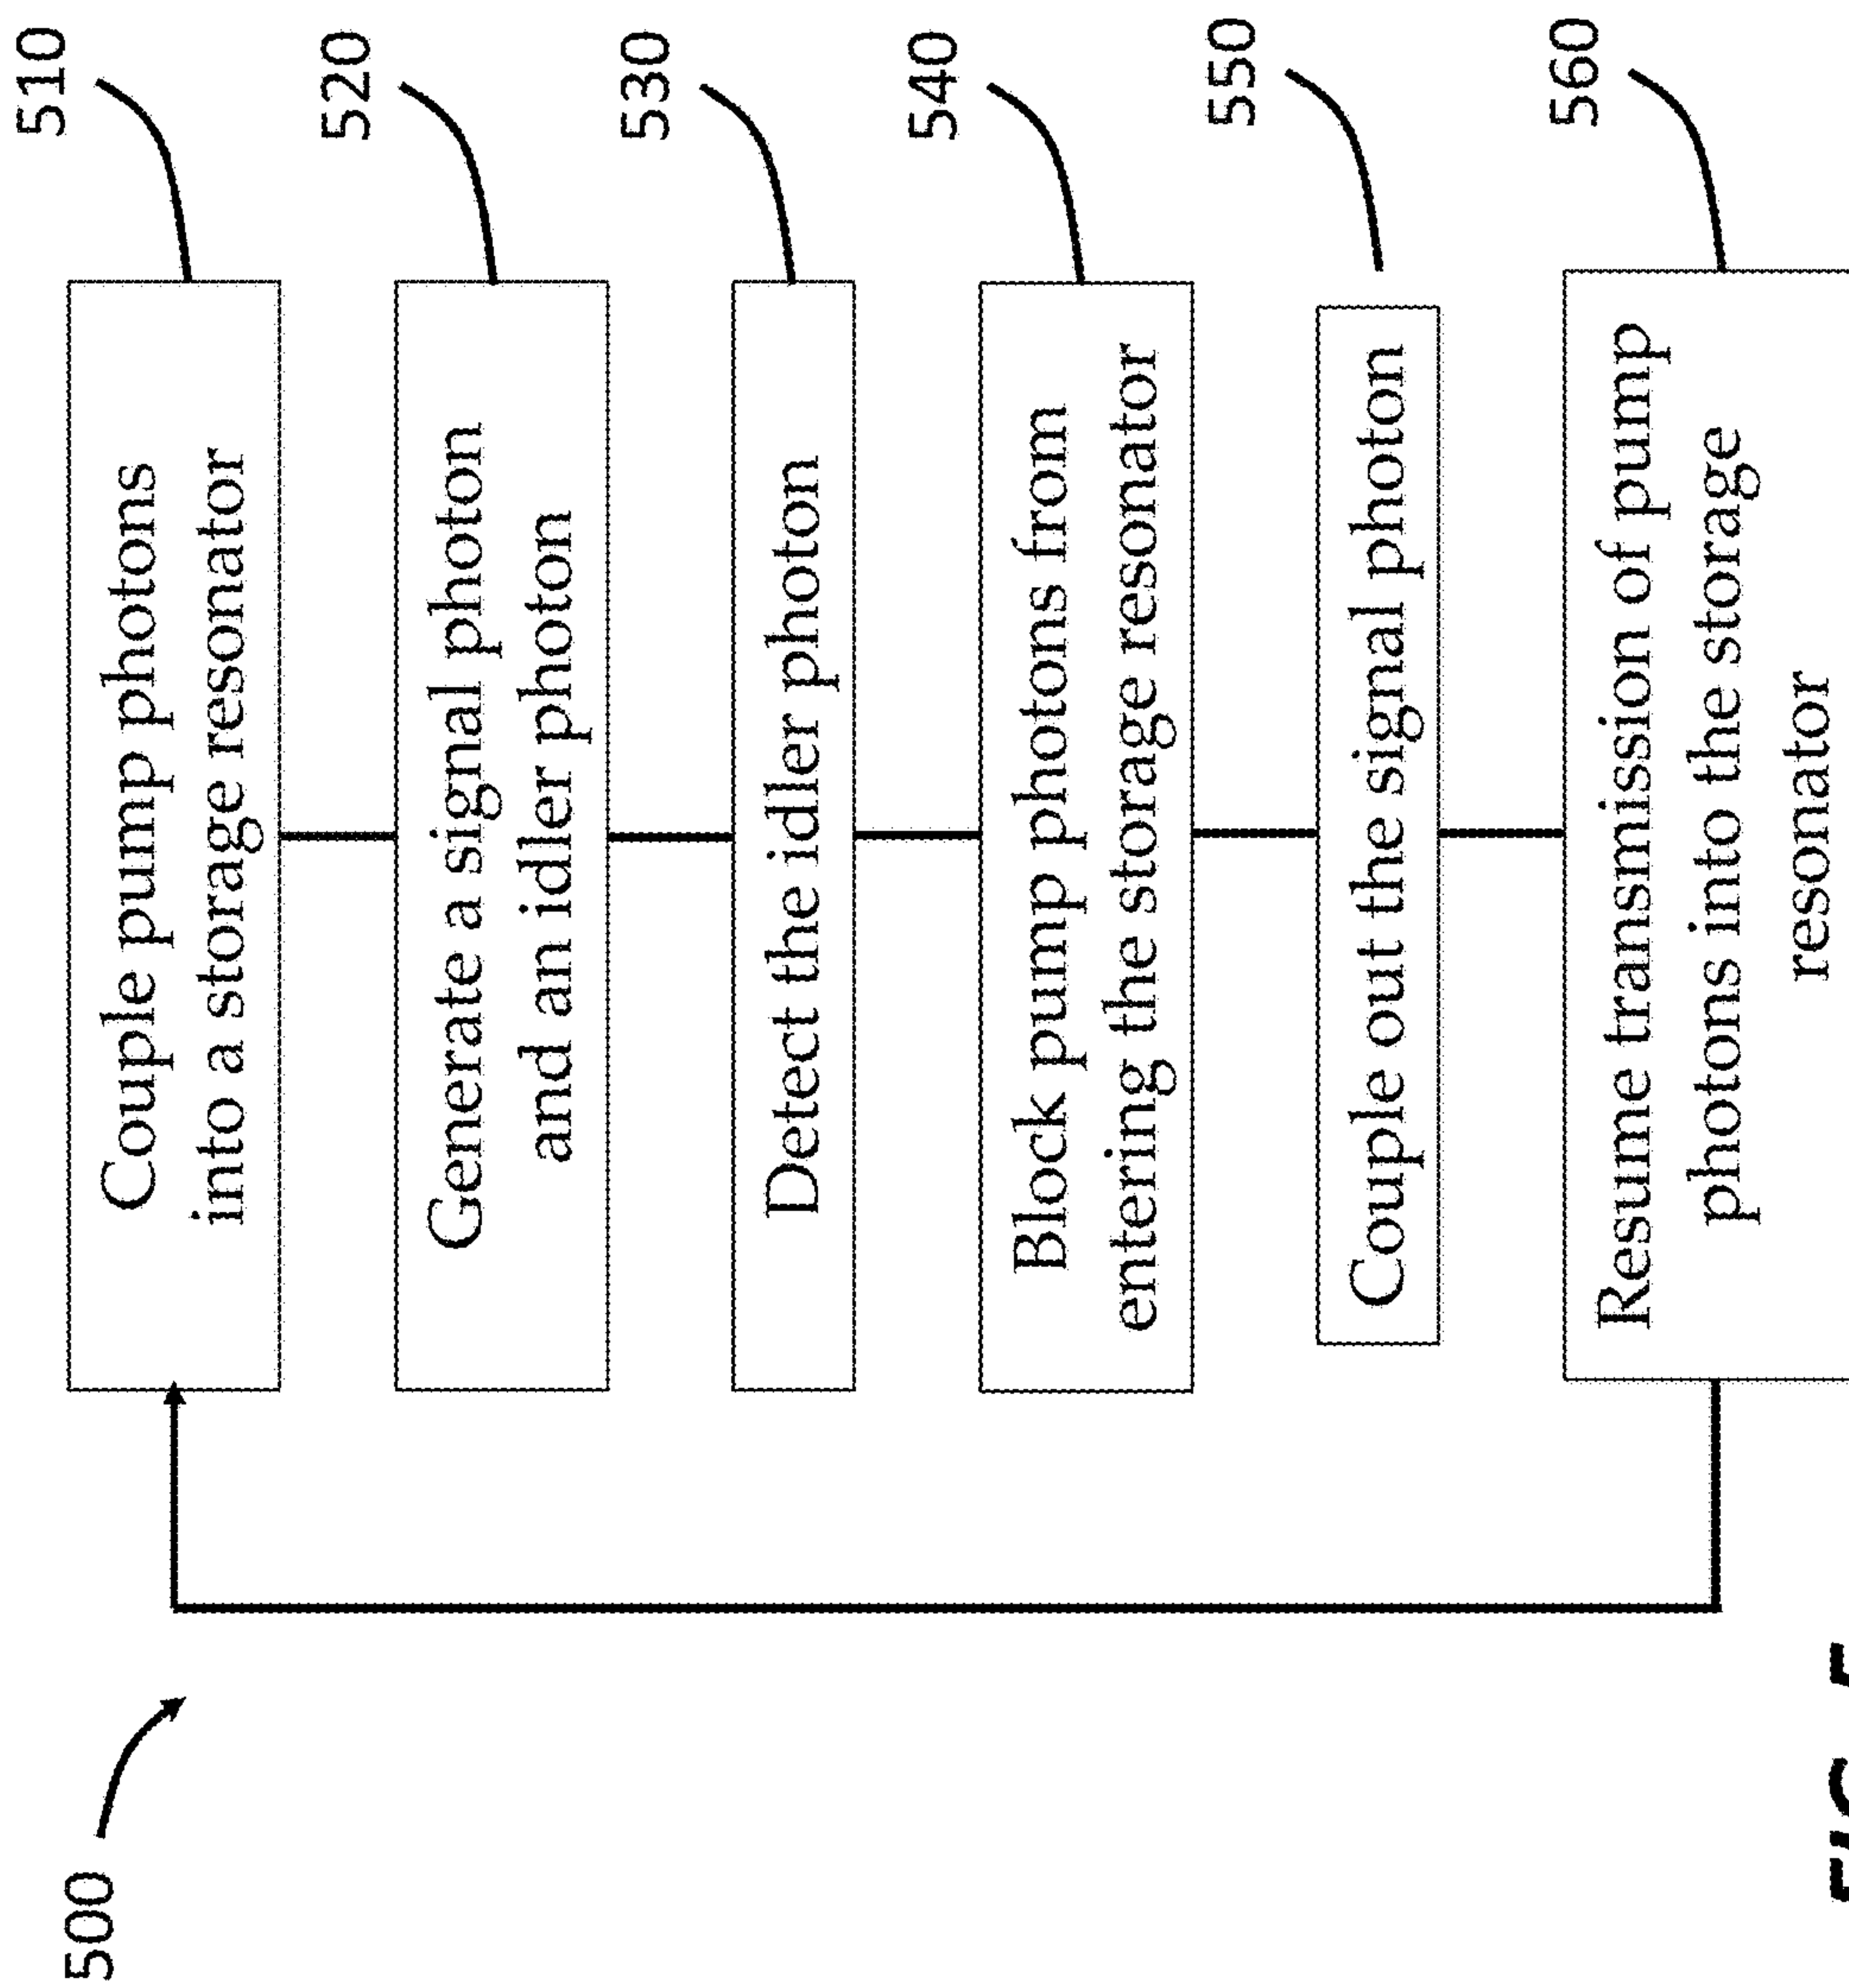 500
510
Couple pump photons
into a storage resonator
520
Generate a signal photon
and an idler photon
530
Detect the idler photon
540
Block pump photons from
entering the storage resonator
550
Couple out the signal photon
560
Resume transmission of pump
photons into the storage
resonator